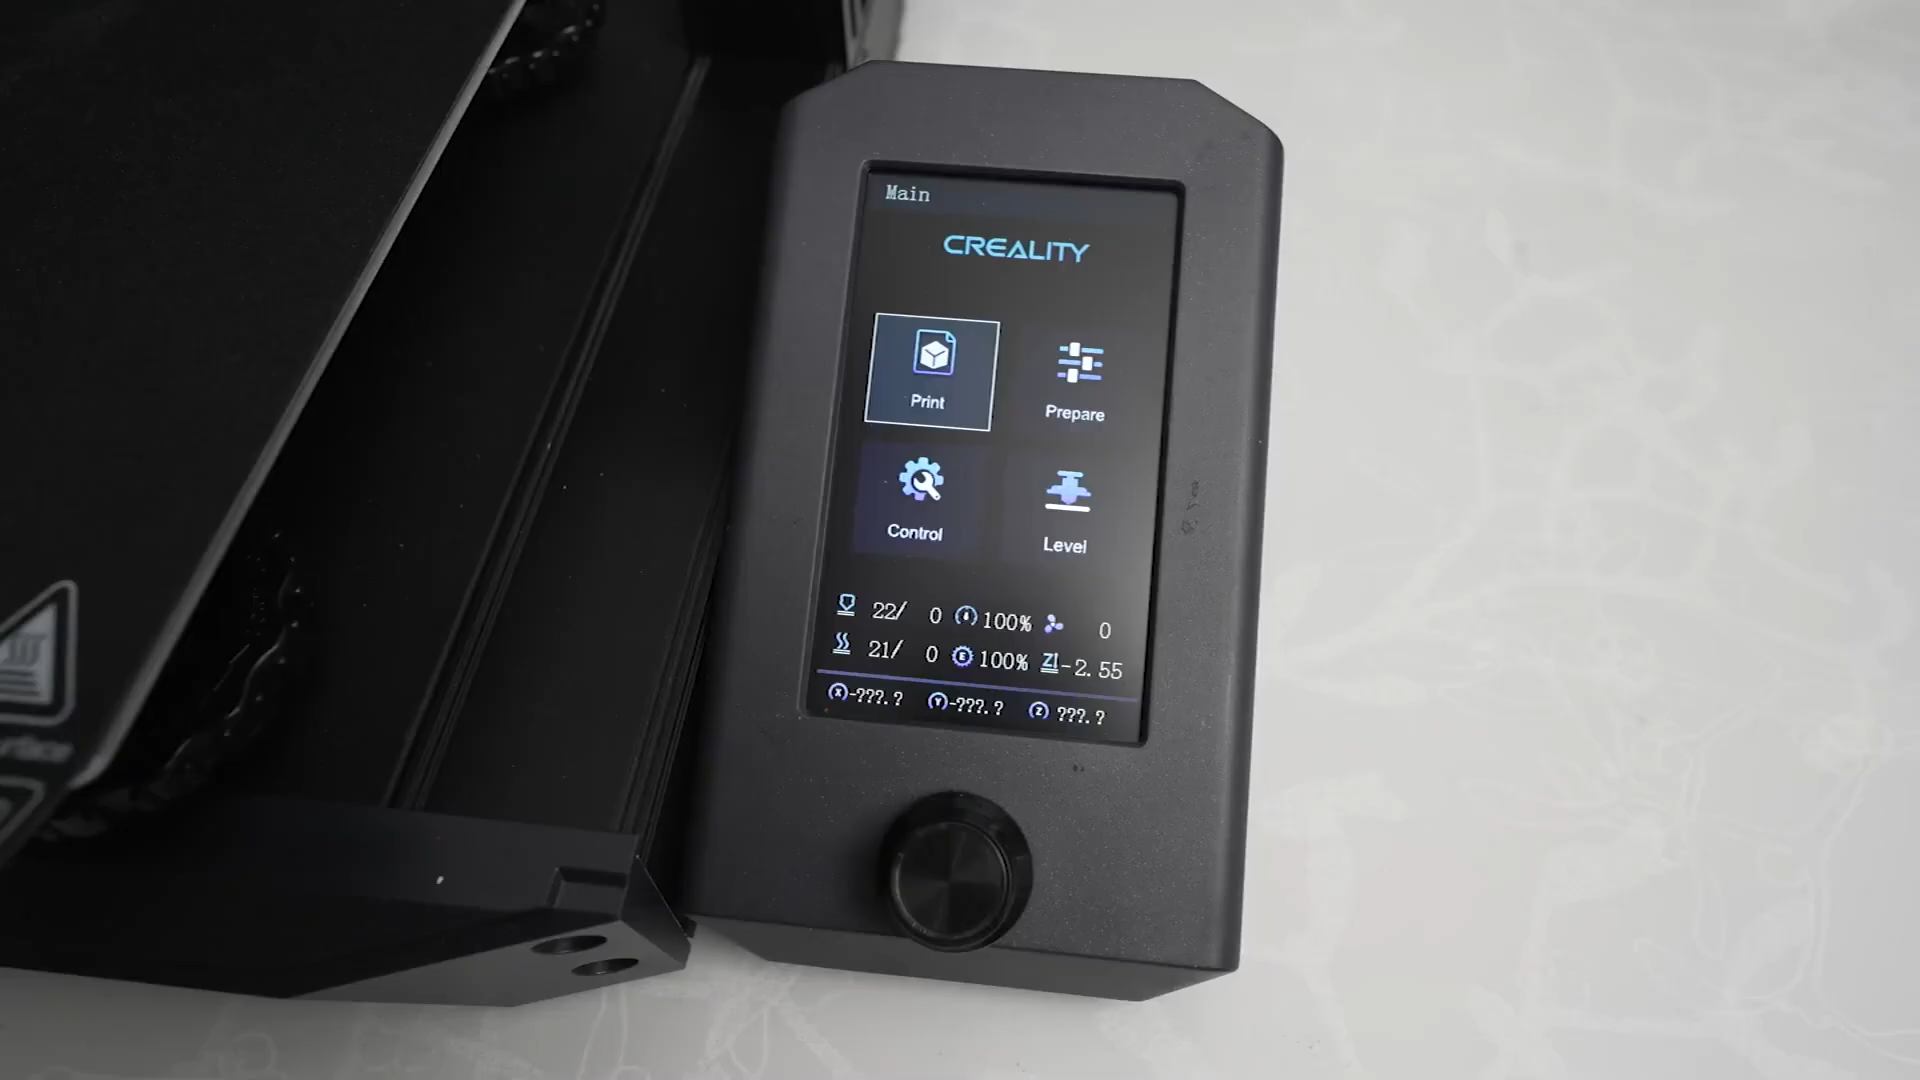 Main
CREALITY
Print
Prepare
Control
Level
22/ 0 100% 0
21/ 0 E 100% Z -2.55
X -???.? Y -???.? Z ???.?